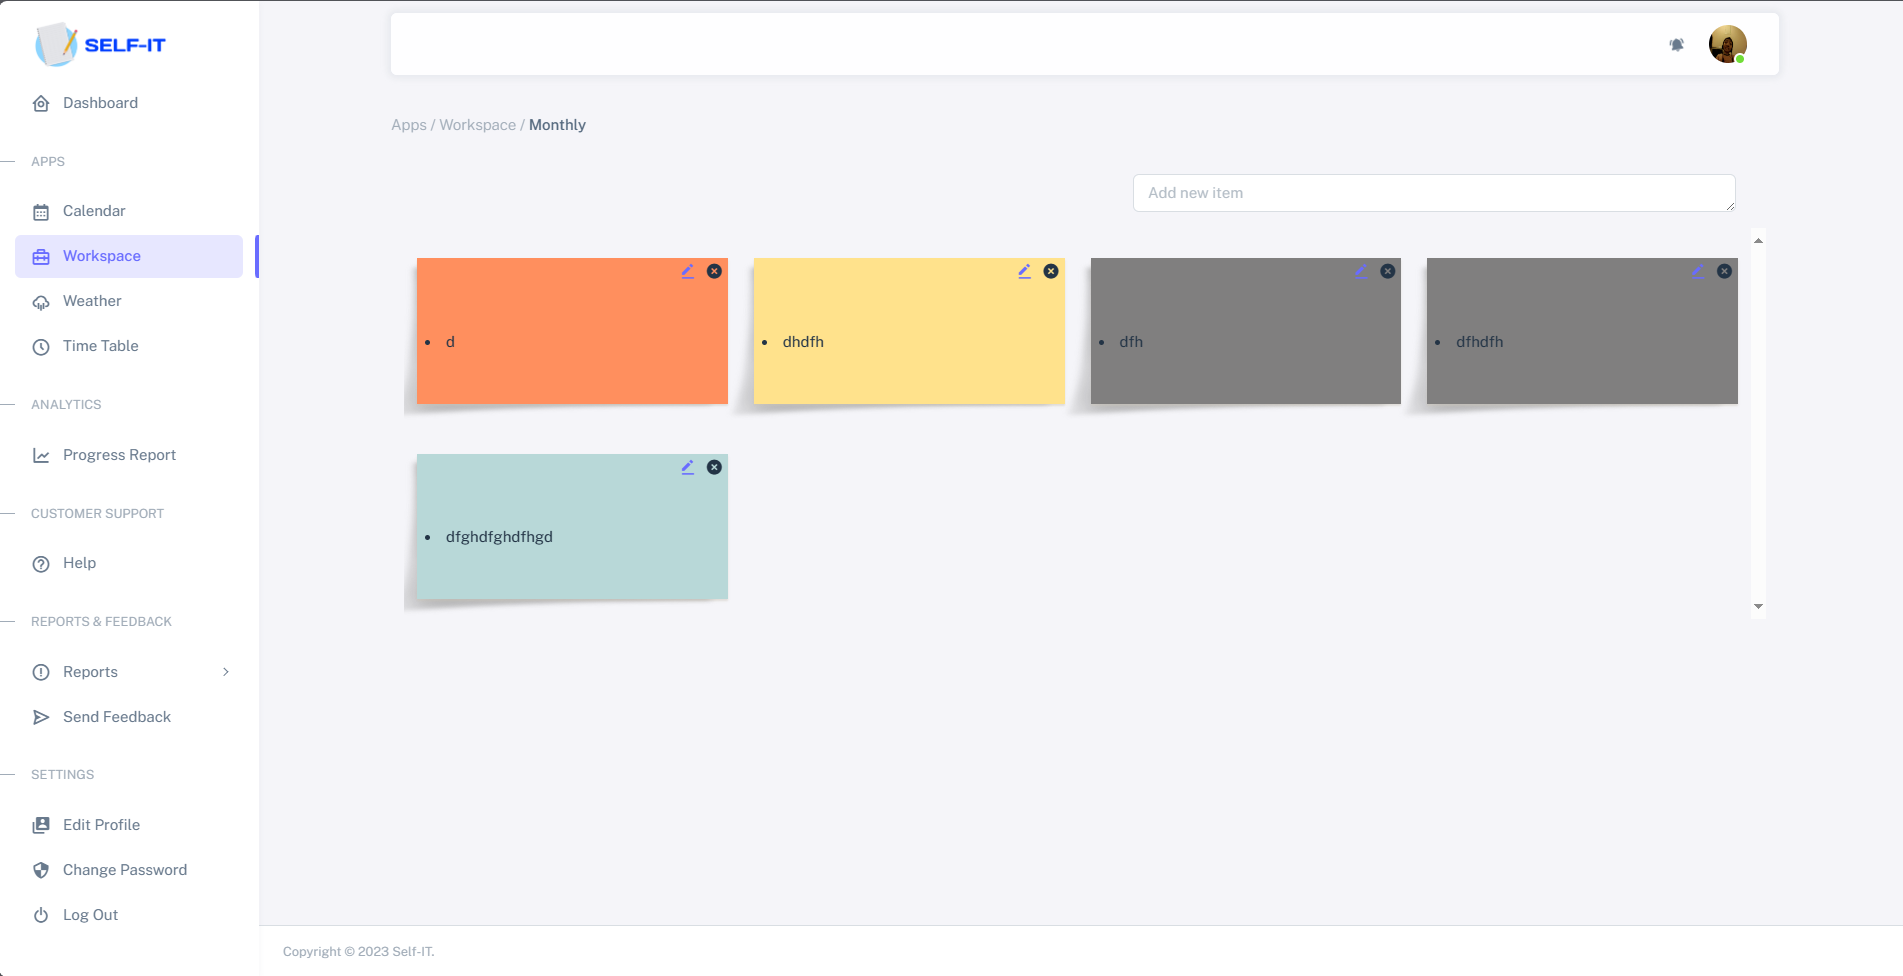 SELF-IT
Dashboard
APPS
Calendar
Workspace
Weather
Time Table
ANALYTICS
Progress Report
CUSTOMER SUPPORT
Help
REPORTS & FEEDBACK
Reports
Send Feedback
SETTINGS
Edit Profile
Change Password
Log Out
Apps / Workspace / Monthly
Add new item
d
dhdfh
dfh
dfhdfh
dfghdfghdfhgd
Copyright © 2023 Self-IT.